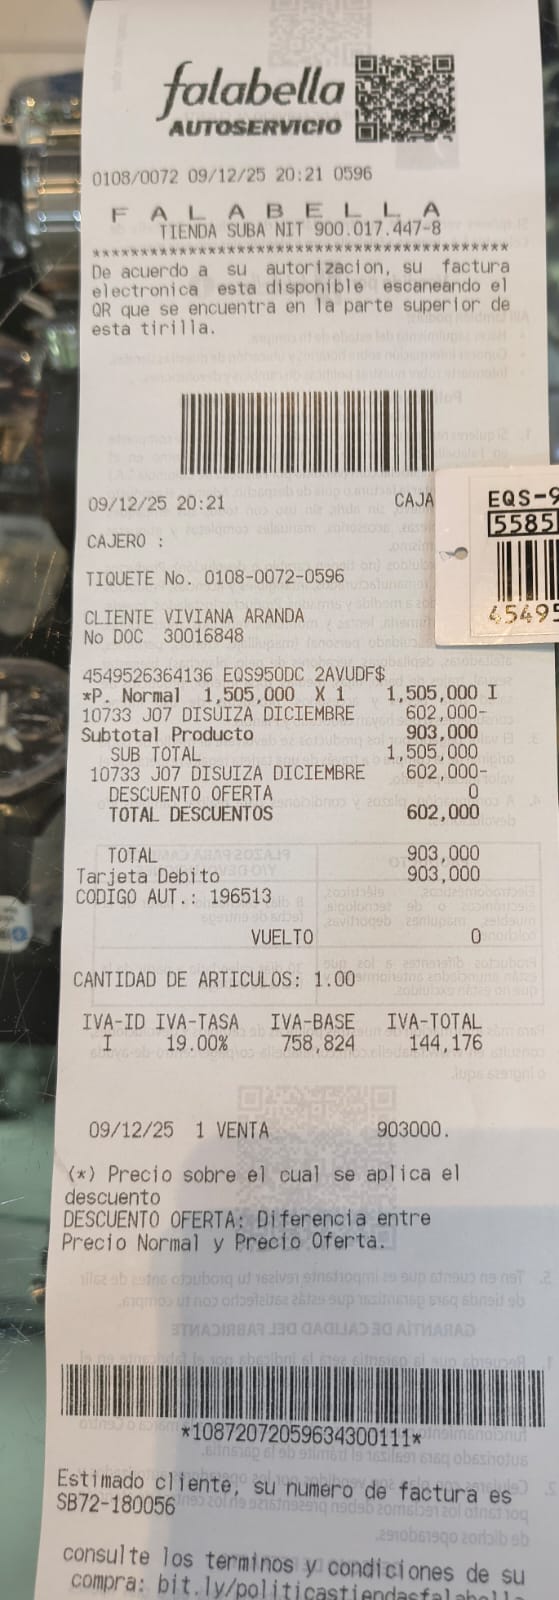 falabella
AUTOSERVICIO
0108/0072 09/12/25 20:21 0596
F A L A B E L L A
TIENDA SUBA NIT 900.017.447-8
******************************************
De acuerdo a su autorizacion, su factura
electronica esta disponible escaneando el
QR que se encuentra en la parte superior de
esta tirilla.
09/12/25 20:21 CAJA
EQS-9
5585
45495
CAJERO :
TIQUETE No. 0108-0072-0596
CLIENTE VIVIANA ARANDA
No DOC 30016848
4549526364136 EQS950DC 2AVUDF$
*P. Normal 1,505,000 X 1 1,505,000 I
10733 J07 DISUIZA DICIEMBRE 602,000-
Subtotal Producto 903,000
SUB TOTAL 1,505,000
10733 J07 DISUIZA DICIEMBRE 602,000-
DESCUENTO OFERTA 0
TOTAL DESCUENTOS 602,000
TOTAL 903,000
Tarjeta Debito 903,000
CODIGO AUT.: 196513
VUELTO 0
CANTIDAD DE ARTICULOS: 1.00
IVA-ID IVA-TASA IVA-BASE IVA-TOTAL
I 19.00% 758,824 144,176
09/12/25 1 VENTA 903000.
(*) Precio sobre el cual se aplica el
descuento
DESCUENTO OFERTA: Diferencia entre
Precio Normal y Precio Oferta.
*10872072059634300111*
Estimado cliente, su numero de factura es
SB72-180056
consulte los terminos y condiciones de su
compra: bit.ly/politicastiendasfalabella